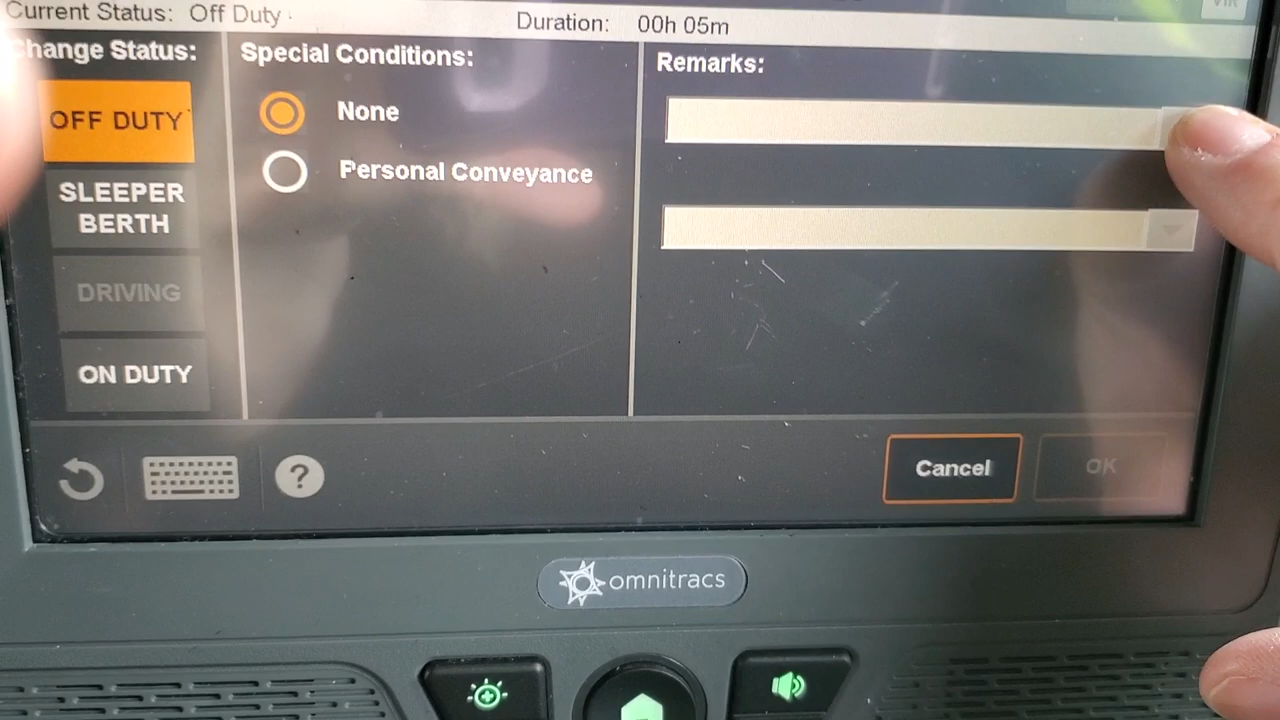 Current Status: Off Duty
Duration: 00h 05m
VIR
Change Status:
Special Conditions:
Remarks:
OFF DUTY
None
SLEEPER
BERTH
Personal Conveyance
DRIVING
ON DUTY
?
Cancel
OK
omnitracs